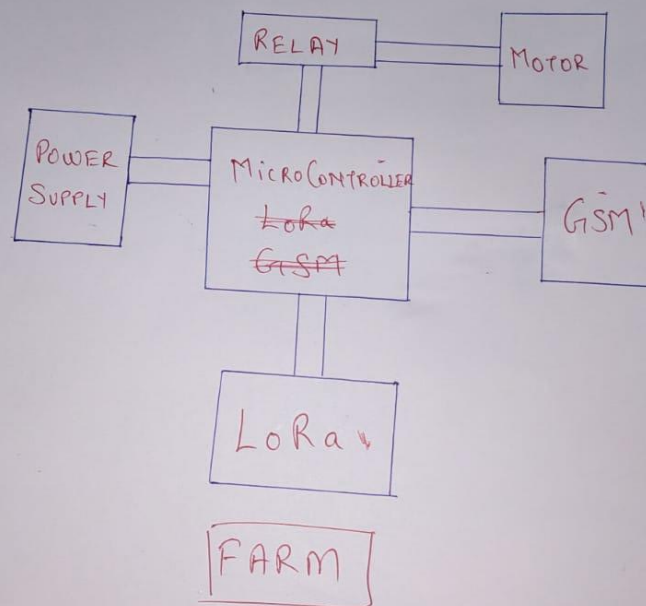 RELAY
MOTOR
POWER
SUPPLY
MICROCONTROLLER
LoRa
GSM
GSM
LoRa
FARM